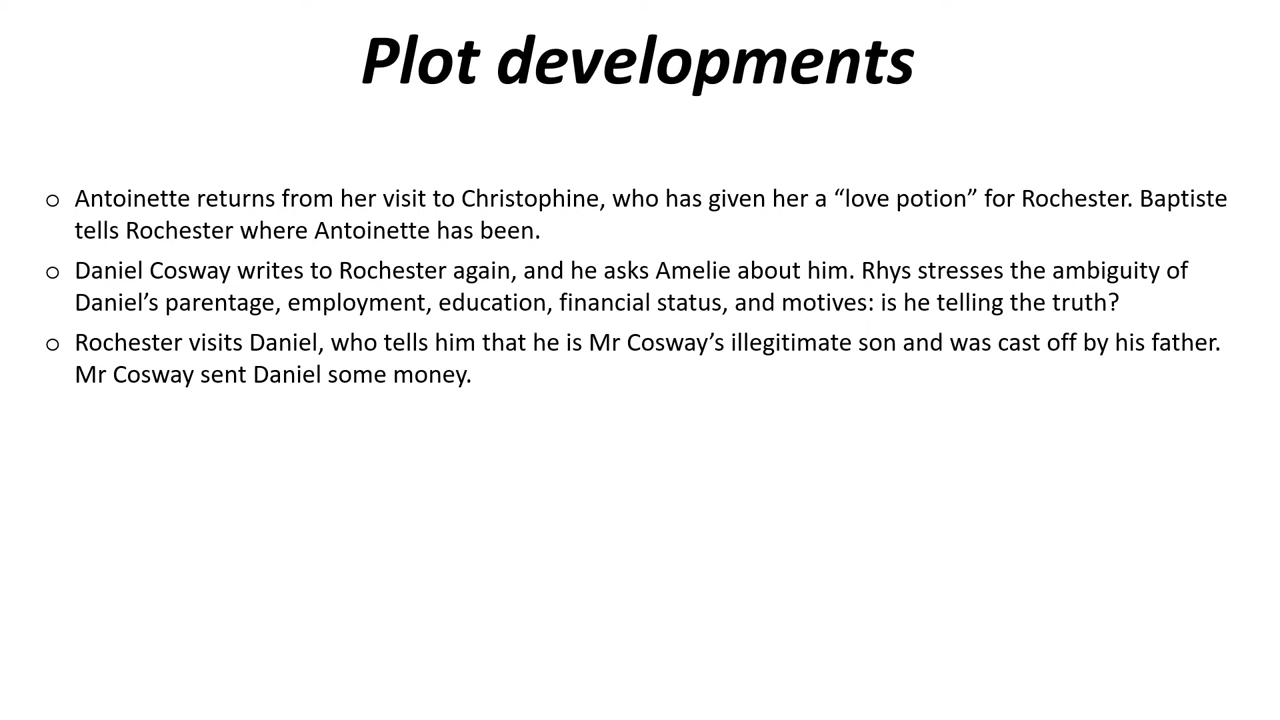 Plot developments
o Antoinette returns from her visit to Christophine, who has given her a “love potion” for Rochester. Baptiste
tells Rochester where Antoinette has been.
o Daniel Cosway writes to Rochester again, and he asks Amelie about him. Rhys stresses the ambiguity of
Daniel’s parentage, employment, education, financial status, and motives: is he telling the truth?
o Rochester visits Daniel, who tells him that he is Mr Cosway’s illegitimate son and was cast off by his father.
Mr Cosway sent Daniel some money.